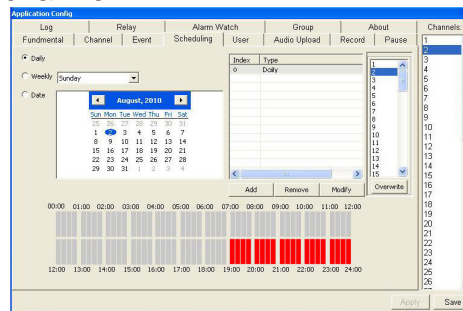 Application Config
Log Relay Alarm Watch Group About
Fundmental Channel Event Scheduling User Audio Upload Record Pause
Channels:
Daily
Weekly Sunday
Date
August, 2010
Sun Mon Tue Wed Thu Fri Sat
25 26 27 28 29 30 31
1 2 3 4 5 6 7
8 9 10 11 12 13 14
15 16 17 18 19 20 21
22 23 24 25 26 27 28
29 30 31 1 2 3 4
Index Type
0 Daily
Add Remove Modify
1
2
3
4
5
6
7
8
9
10
11
12
13
14
15
Overwrite
1
2
3
4
5
6
7
8
9
10
11
12
13
14
15
16
17
18
19
20
21
22
23
24
25
26
00:00 01:00 02:00 03:00 04:00 05:00 06:00 07:00 08:00 09:00 10:00 11:00 12:00
12:00 13:00 14:00 15:00 16:00 17:00 18:00 19:00 20:00 21:00 22:00 23:00 24:00
Apply Save